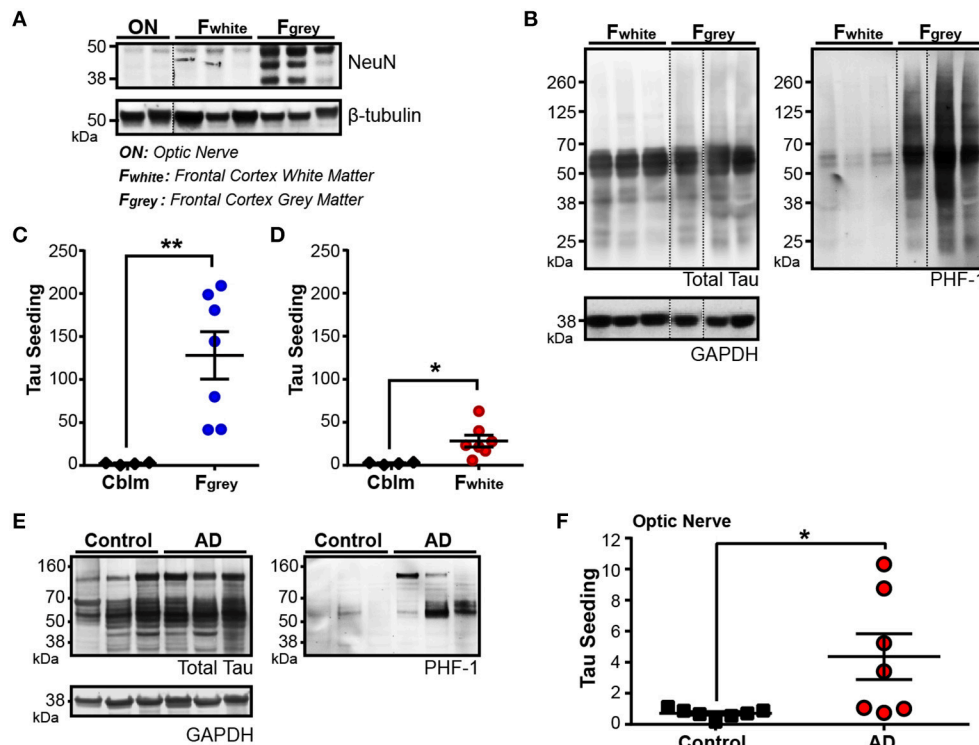 A
ON Fwhite Fgrey
50
38
NeuN
50
kDa
β-tubulin
ON: Optic Nerve
Fwhite : Frontal Cortex White Matter
Fgrey : Frontal Cortex Grey Matter
B
Fwhite Fgrey
260
125
70
50
38
25
kDa
Total Tau
38
kDa
GAPDH
Fwhite Fgrey
260
125
70
50
38
25
kDa
PHF-1
C
Tau Seeding
250
200
150
100
50
0
**
Cblm Fgrey
D
Tau Seeding
250
200
150
100
50
0
*
Cblm Fwhite
E
Control AD
160
70
50
38
kDa
Total Tau
38
kDa
GAPDH
Control AD
160
70
50
38
kDa
PHF-1
F
Optic Nerve
Tau Seeding
12
10
8
6
4
2
0
*
Control AD